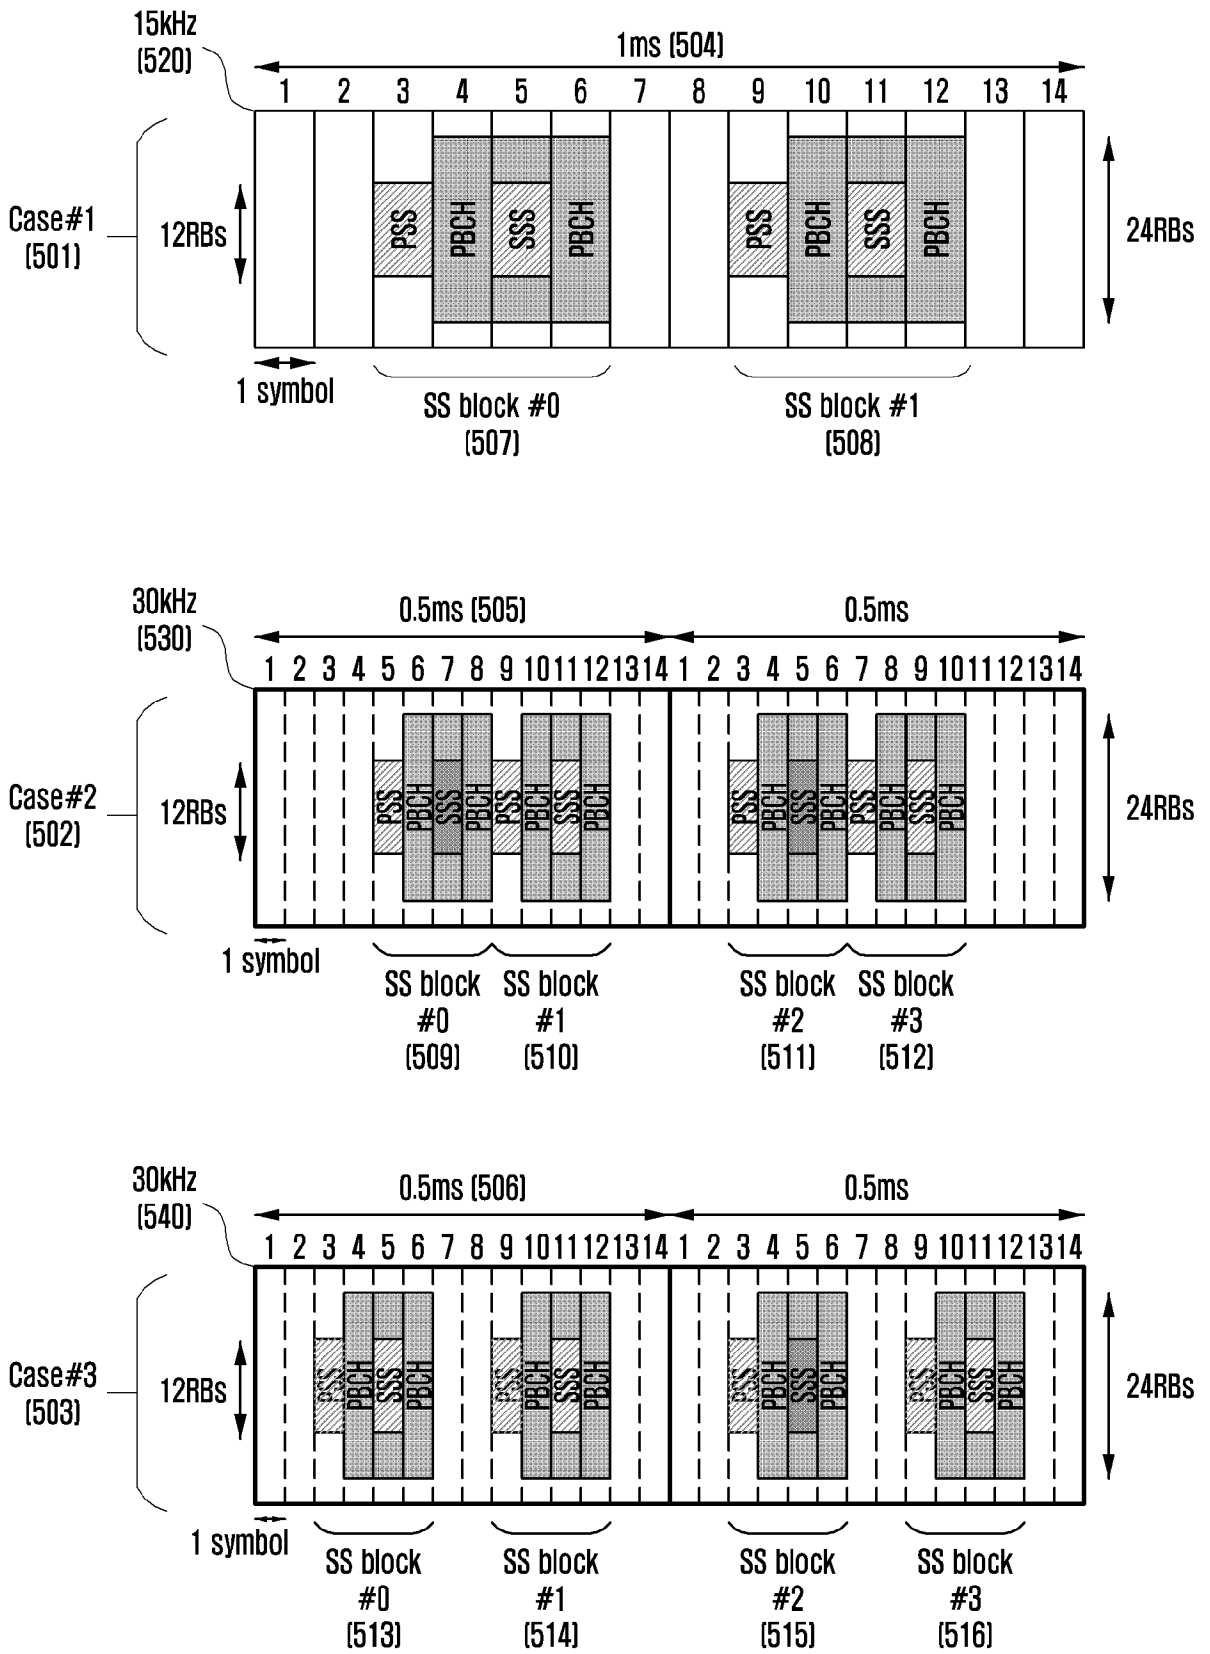 15kHz
(520)
1ms (504)
1 2 3 4 5 6 7 8 9 10 11 12 13 14
Case#1
(501)
12RBs
PSS PBCH SSS PBCH PSS PBCH SSS PBCH
24RBs
1 symbol
SS block #0
(507)
SS block #1
(508)
30kHz
(530)
0.5ms (505)
0.5ms
1 2 3 4 5 6 7 8 9 10 11 12 13 14 1 2 3 4 5 6 7 8 9 10 11 12 13 14
Case#2
(502)
12RBs
PSS PBCH SSS PBCH PSS PBCH SSS PBCH PSS PBCH SSS PBCH PSS PBCH SSS PBCH
24RBs
1 symbol
SS block
#0
(509)
SS block
#1
(510)
SS block
#2
(511)
SS block
#3
(512)
30kHz
(540)
0.5ms (506)
0.5ms
1 2 3 4 5 6 7 8 9 10 11 12 13 14 1 2 3 4 5 6 7 8 9 10 11 12 13 14
Case#3
(503)
12RBs
PSS PBCH SSS PBCH PSS PBCH SSS PBCH PSS PBCH SSS PBCH PSS PBCH SSS PBCH
24RBs
1 symbol
SS block
#0
(513)
SS block
#1
(514)
SS block
#2
(515)
SS block
#3
(516)